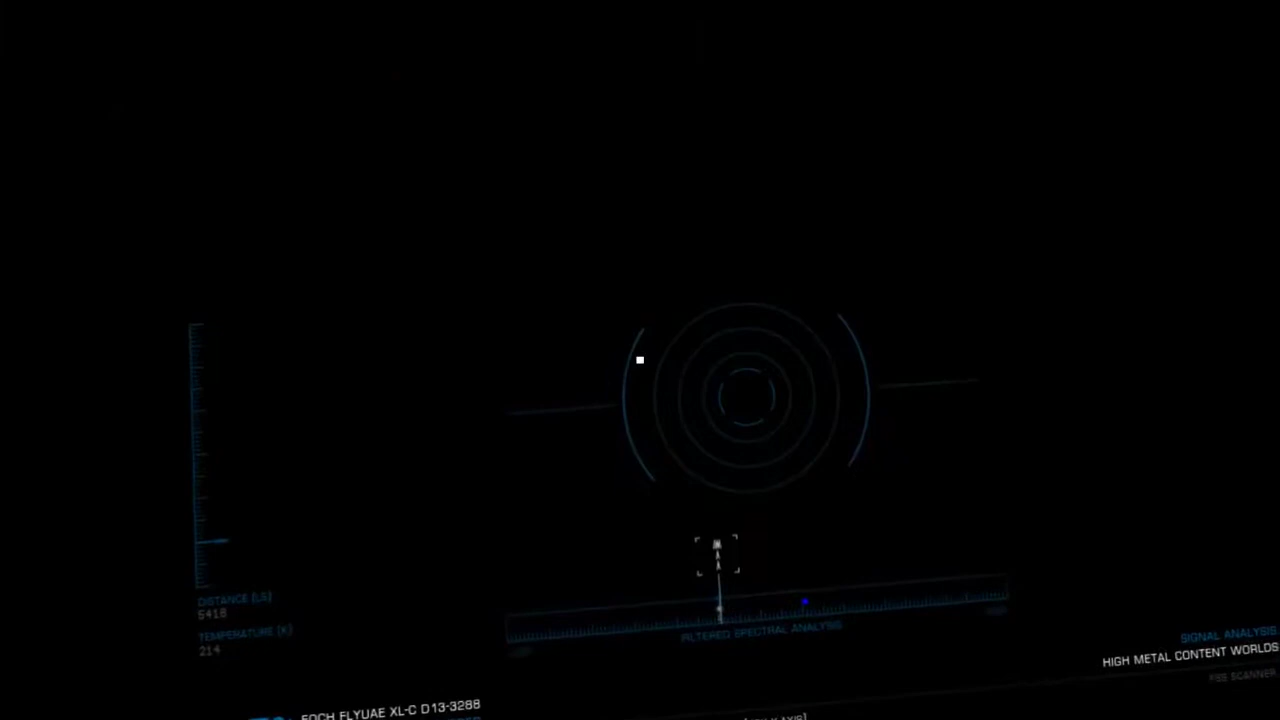 DISTANCE (LS)
5418
TEMPERATURE (K)
214
FILTERED SPECTRAL ANALYSIS
SIGNAL ANALYSIS
HIGH METAL CONTENT WORLDS
FSS SCANNER
EOCH FLYUAE XL-C D13-3288